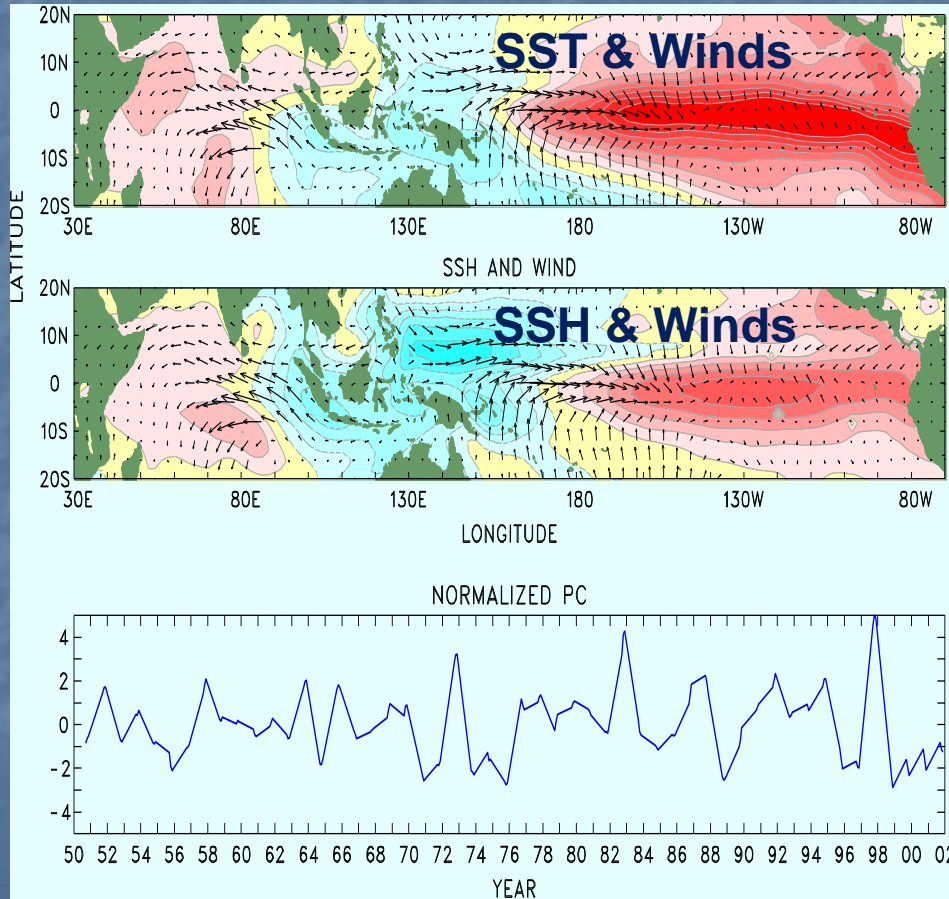 20N
SST & Winds
10N
0
10S
20S
30E 80E 130E 180 130W 80W
LATITUDE
SSH AND WIND
20N
SSH & Winds
10N
0
10S
20S
30E 80E 130E 180 130W 80W
LONGITUDE
NORMALIZED PC
4
2
0
-2
-4
50 52 54 56 58 60 62 64 66 68 70 72 74 76 78 80 82 84 86 88 90 92 94 96 98 00 02
YEAR